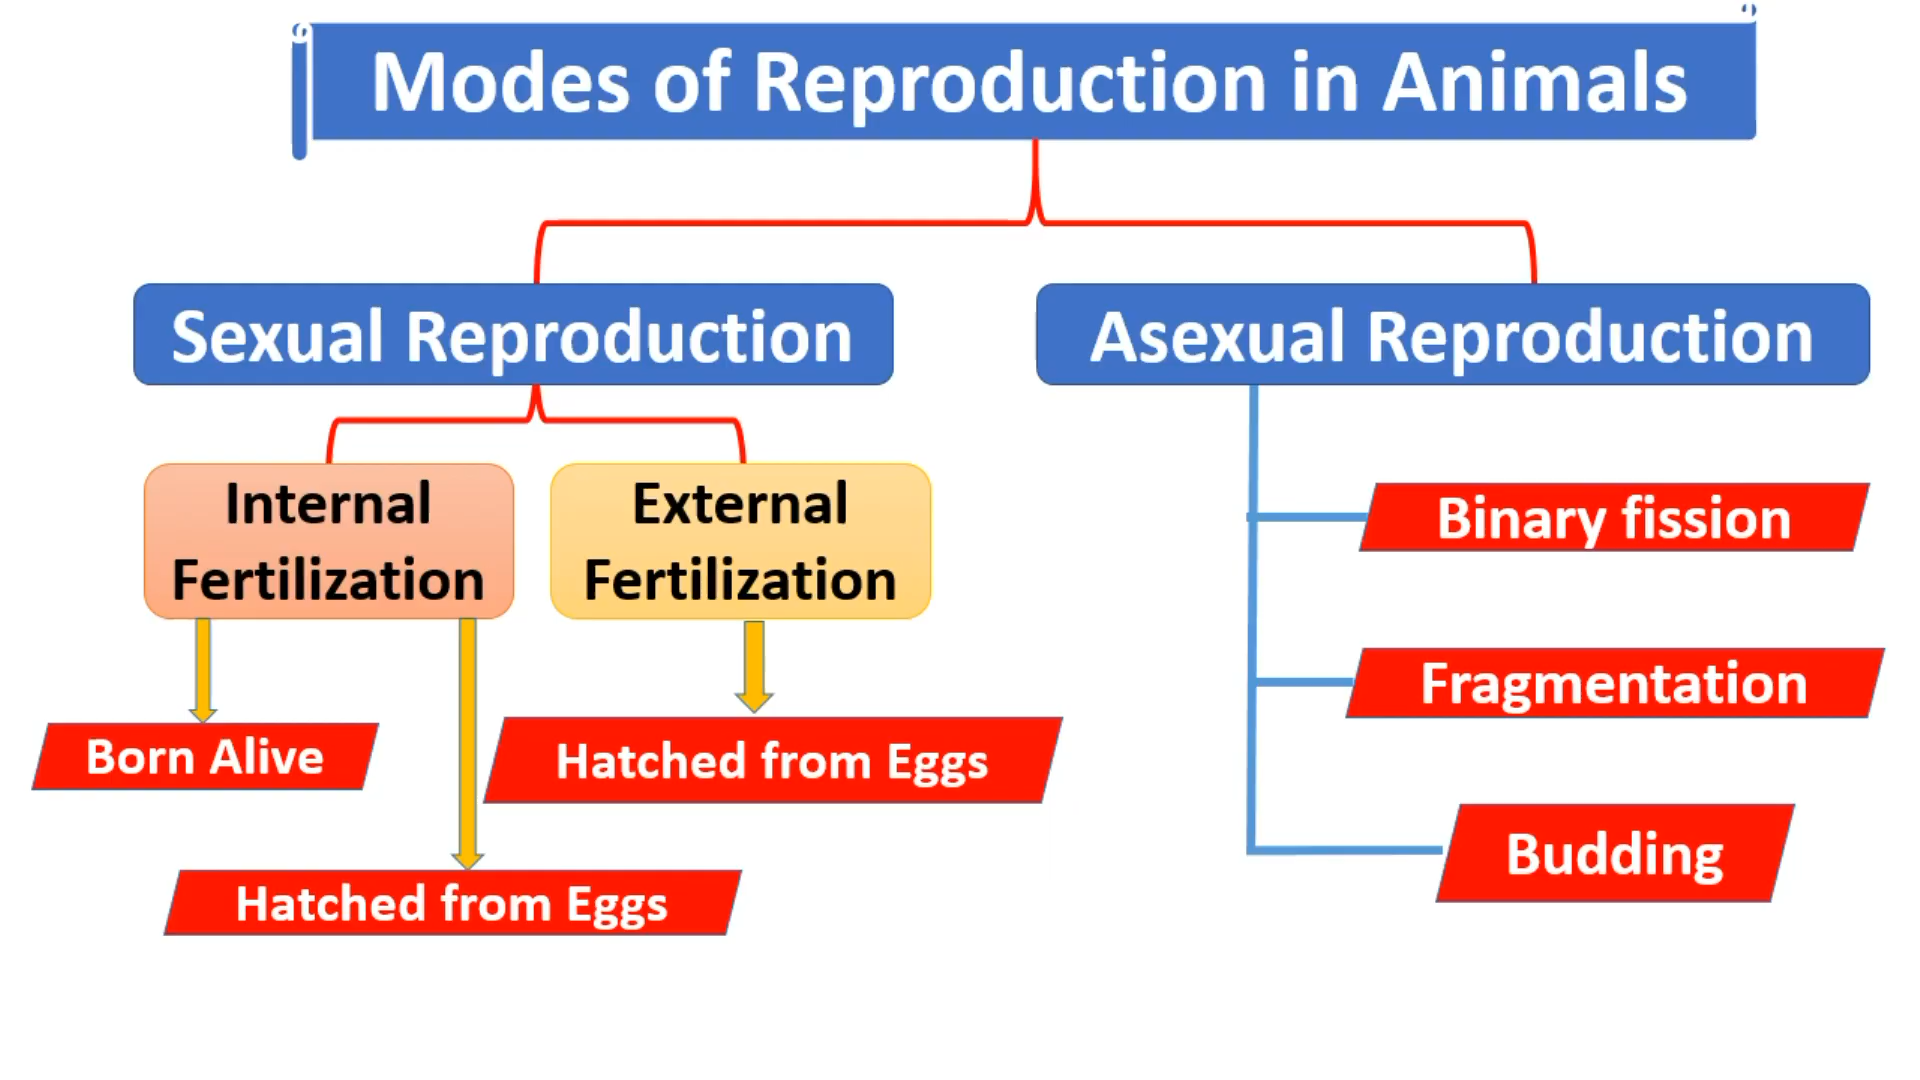 Modes of Reproduction in Animals
Sexual Reproduction
Asexual Reproduction
Internal
Fertilization
External
Fertilization
Binary fission
Fragmentation
Born Alive
Hatched from Eggs
Budding
Hatched from Eggs